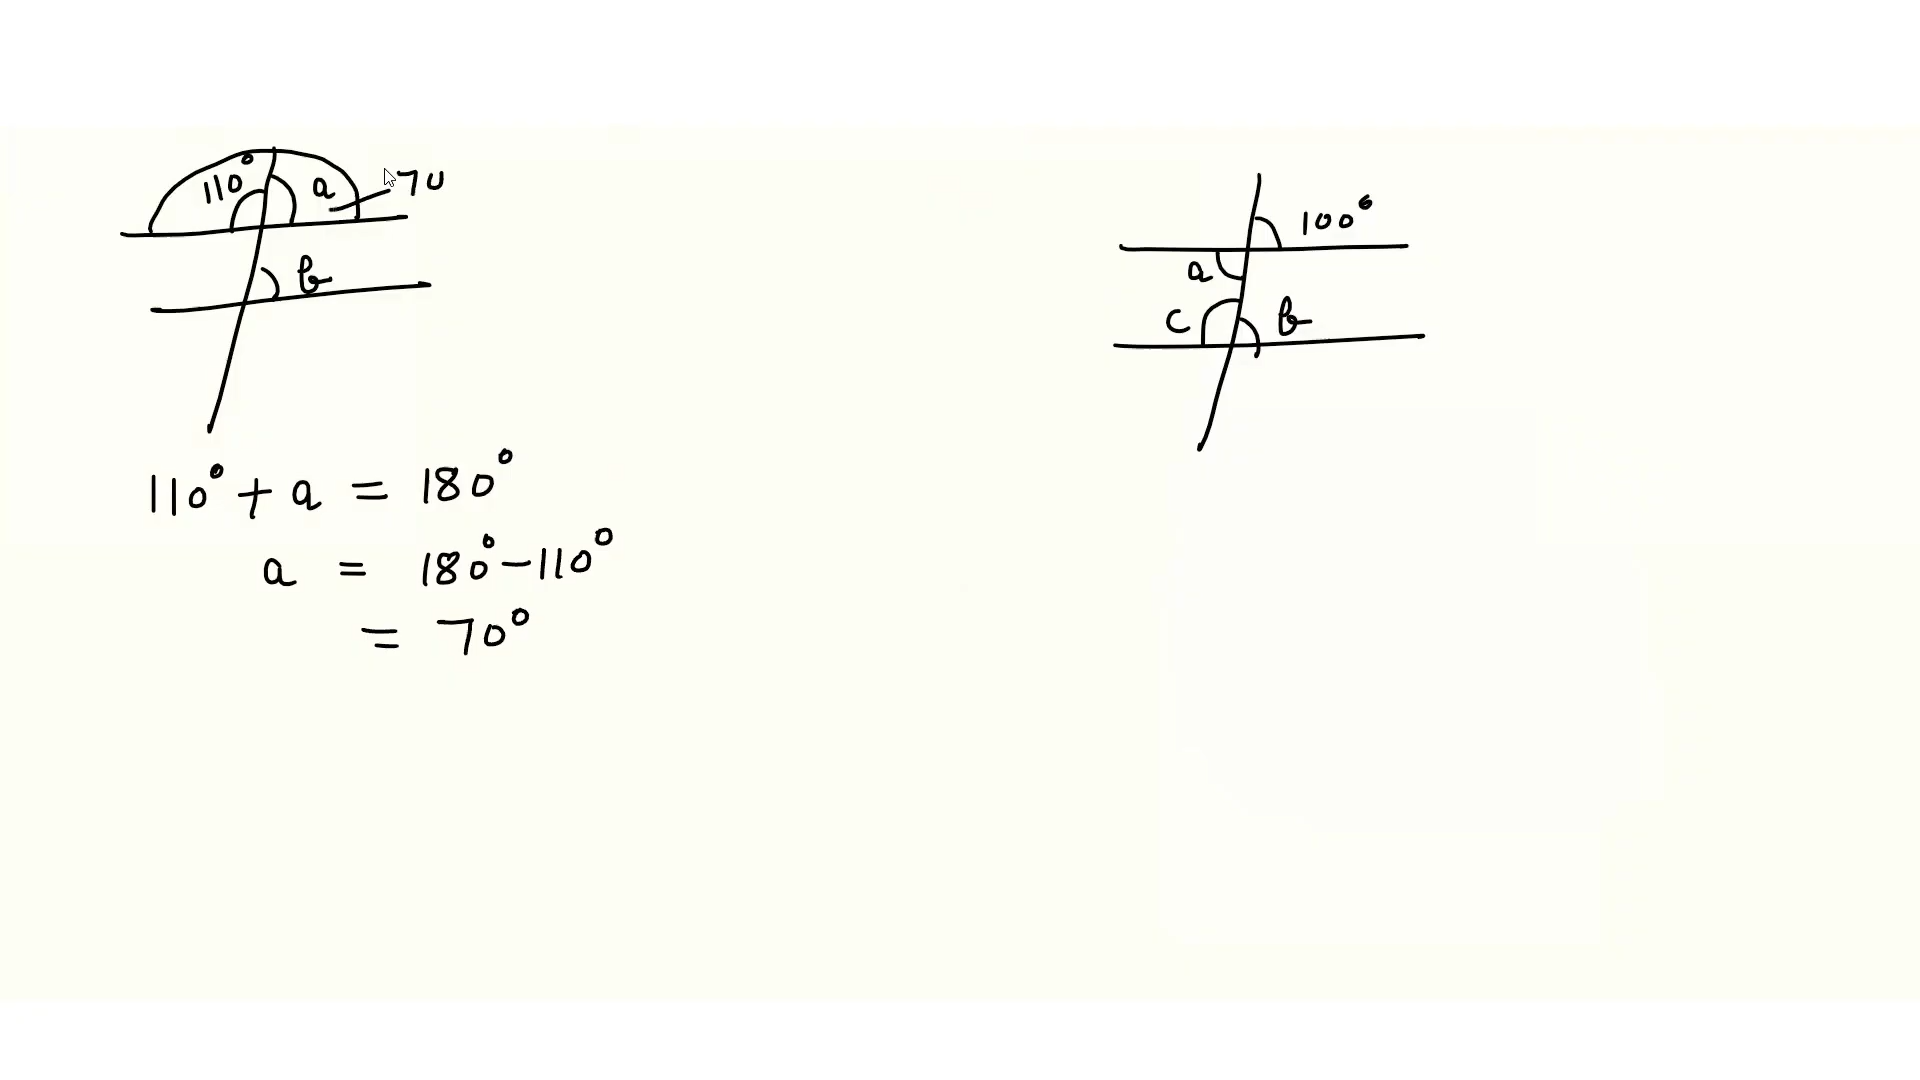 110° a 70
b
110° + a = 180°
a = 180° - 110°
= 70°
100°
a
c b